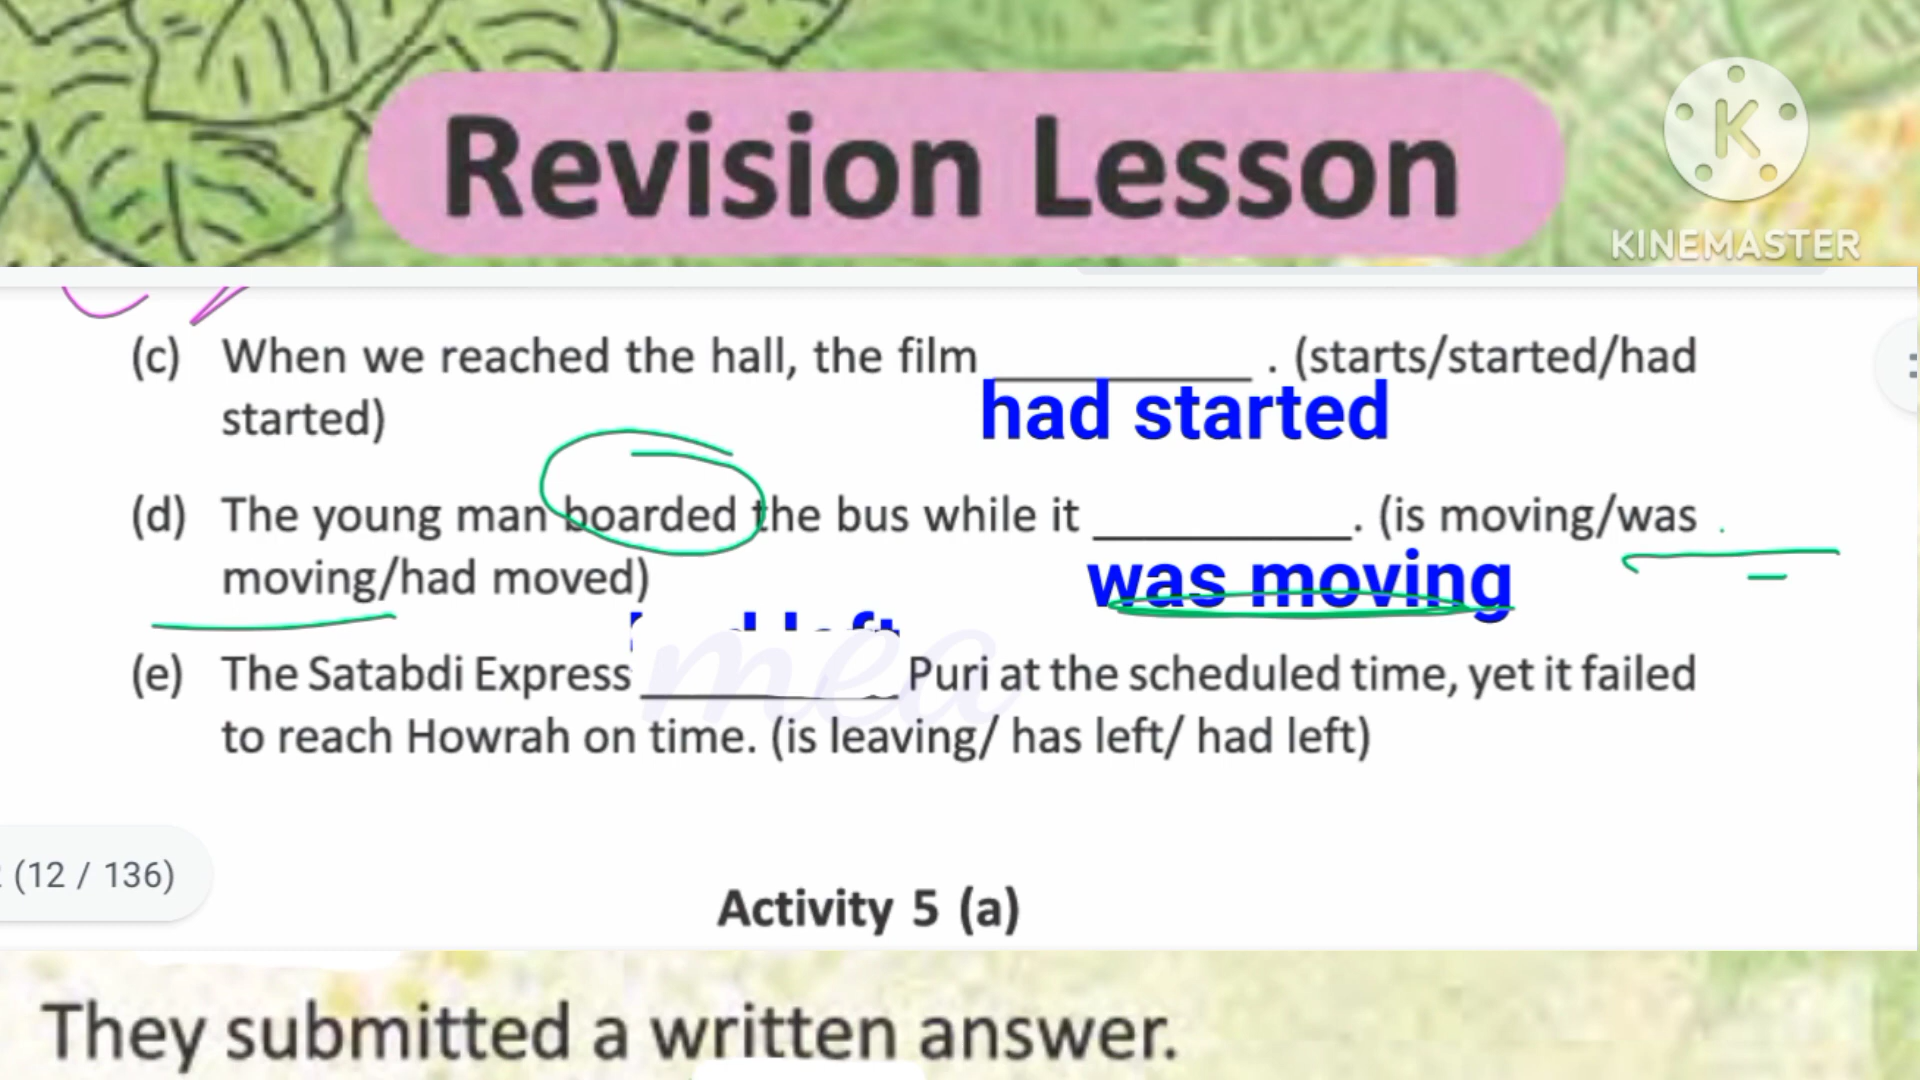 Revision Lesson
K
KINEMASTER
(c) When we reached the hall, the film __________ . (starts/started/had
started)
had started
(d) The young man boarded the bus while it __________. (is moving/was
moving/had moved)
was moving
had left
mea
(e) The Satabdi Express __________ Puri at the scheduled time, yet it failed
to reach Howrah on time. (is leaving/ has left/ had left)
(12 / 136)
Activity 5 (a)
They submitted a written answer.